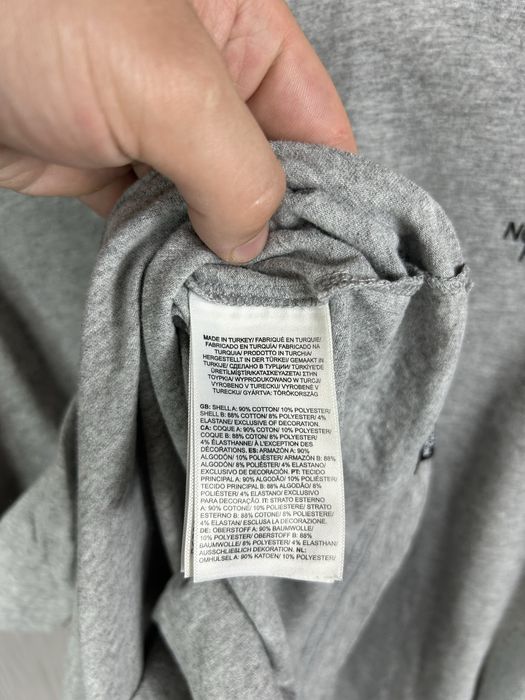 MADE IN TURKEY/ FABRIQUÉ EN TURQUIE/
FABRICADO EN TURQUÍA/ FABRICADO NA
TURQUIA/ PRODOTTO IN TURCHIA/
HERGESTELLT IN DER TÜRKEI/ GEMAAKT IN
TURKIJE/ СДЕЛАНО В ТУРЦИИ/ TÜRKİYE'DE
ÜRETİLMİŞTİR/ΚΑΤΑΣΚΕΥΑΖΕΤΑΙ ΣΤΗΝ
ΤΟΥΡΚΙΑ/ WYPRODUKOWANO W TURCJI/
VYROBENO V TURECKU/ VYROBENÉ V
TURECKU/ GYÁRTVA: TÖRÖKORSZÁG
GB: SHELL A: 90% COTTON/ 10% POLYESTER/
SHELL B: 88% COTTON/ 8% POLYESTER/ 4%
ELASTANE/ EXCLUSIVE OF DECORATION.
CA: COQUE A: 90% COTON/ 10% POLYESTER/
COQUE B: 88% COTON/ 8% POLYESTER/
4% ÉLASTHANNE/ À L'EXCEPTION DES
DÉCORATIONS. ES: ARMAZÓN A: 90%
ALGODÓN/ 10% POLIÉSTER/ ARMAZÓN B: 88%
ALGODÓN/ 8% POLIÉSTER/ 4% ELASTANO/
EXCLUSIVO DE DECORACIÓN. PT: TECIDO
PRINCIPAL A: 90% ALGODÃO/ 10% POLIÉSTER/
TECIDO PRINCIPAL B: 88% ALGODÃO/ 8%
POLIÉSTER/ 4% ELASTANO/ EXCLUSIVO
PARA DECORAÇÃO. IT: STRATO ESTERNO
A: 90% COTONE/ 10% POLIESTERE/ STRATO
ESTERNO B: 88% COTONE/ 8% POLIESTERE/
4% ELASTAN/ ESCLUSA LA DECORAZIONE.
DE: OBERSTOFF A: 90% BAUMWOLLE/
10% POLYESTER/ OBERSTOFF B: 88%
BAUMWOLLE/ 8% POLYESTER/ 4% ELASTHAN/
AUSSCHLIEßLICH DEKORATION. NL:
OMHULSEL A: 90% KATOEN/ 10% POLYESTER/